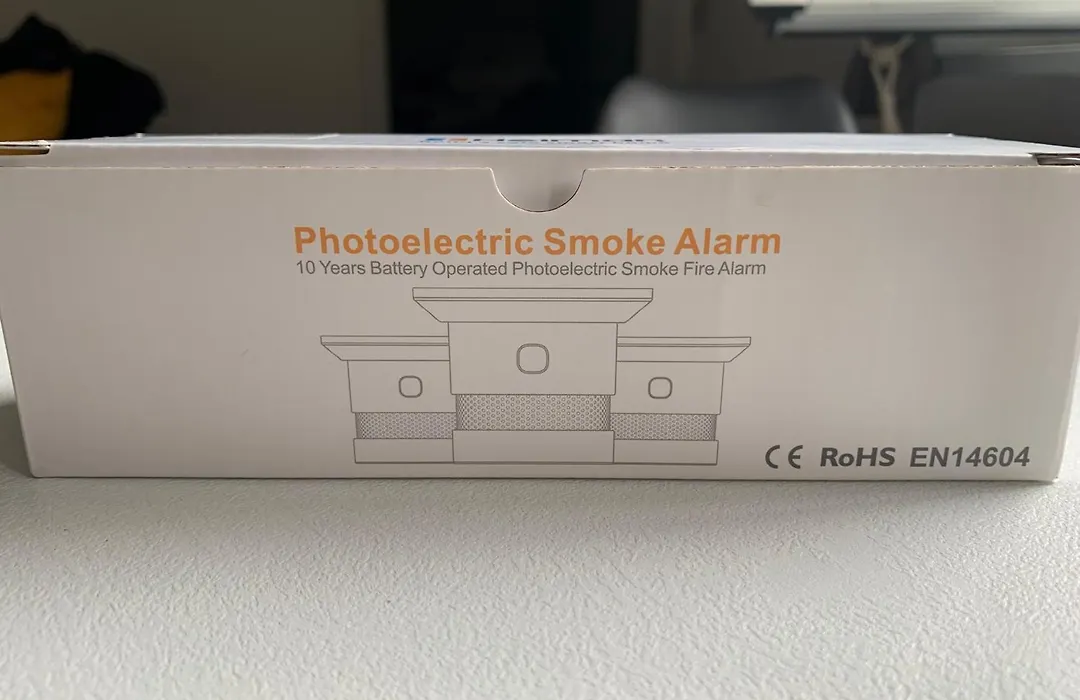 Photoelectric Smoke Alarm
10 Years Battery Operated Photoelectric Smoke Fire Alarm
CE RoHS EN14604